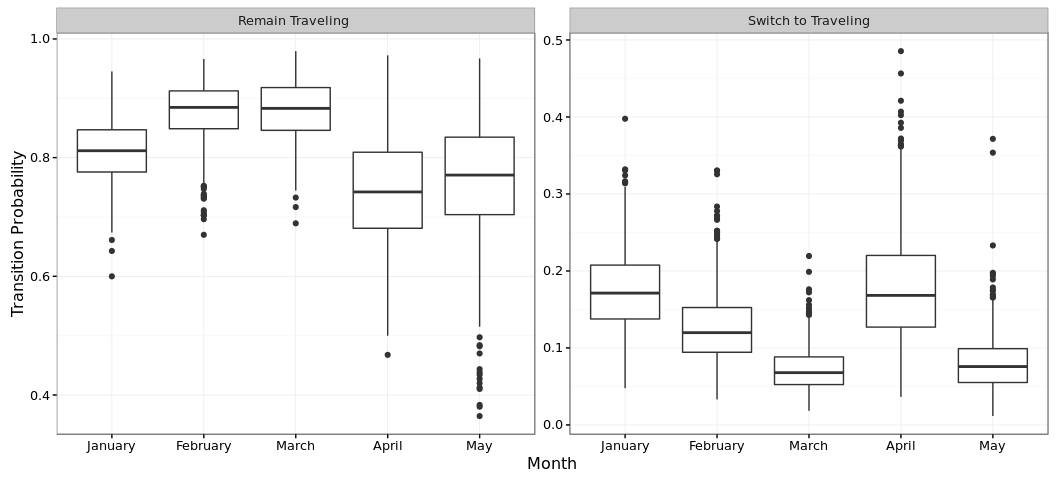 Remain Traveling
Switch to Traveling
Transition Probability
1.0
0.8
0.6
0.4
0.5
0.4
0.3
0.2
0.1
0.0
January February March April May
January February March April May
Month